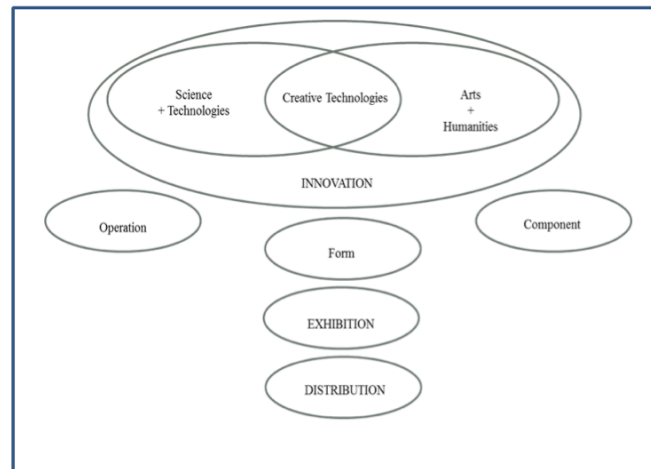 Science
+ Technologies
Creative Technologies
Arts
+
Humanities
INNOVATION
Operation
Component
Form
EXHIBITION
DISTRIBUTION